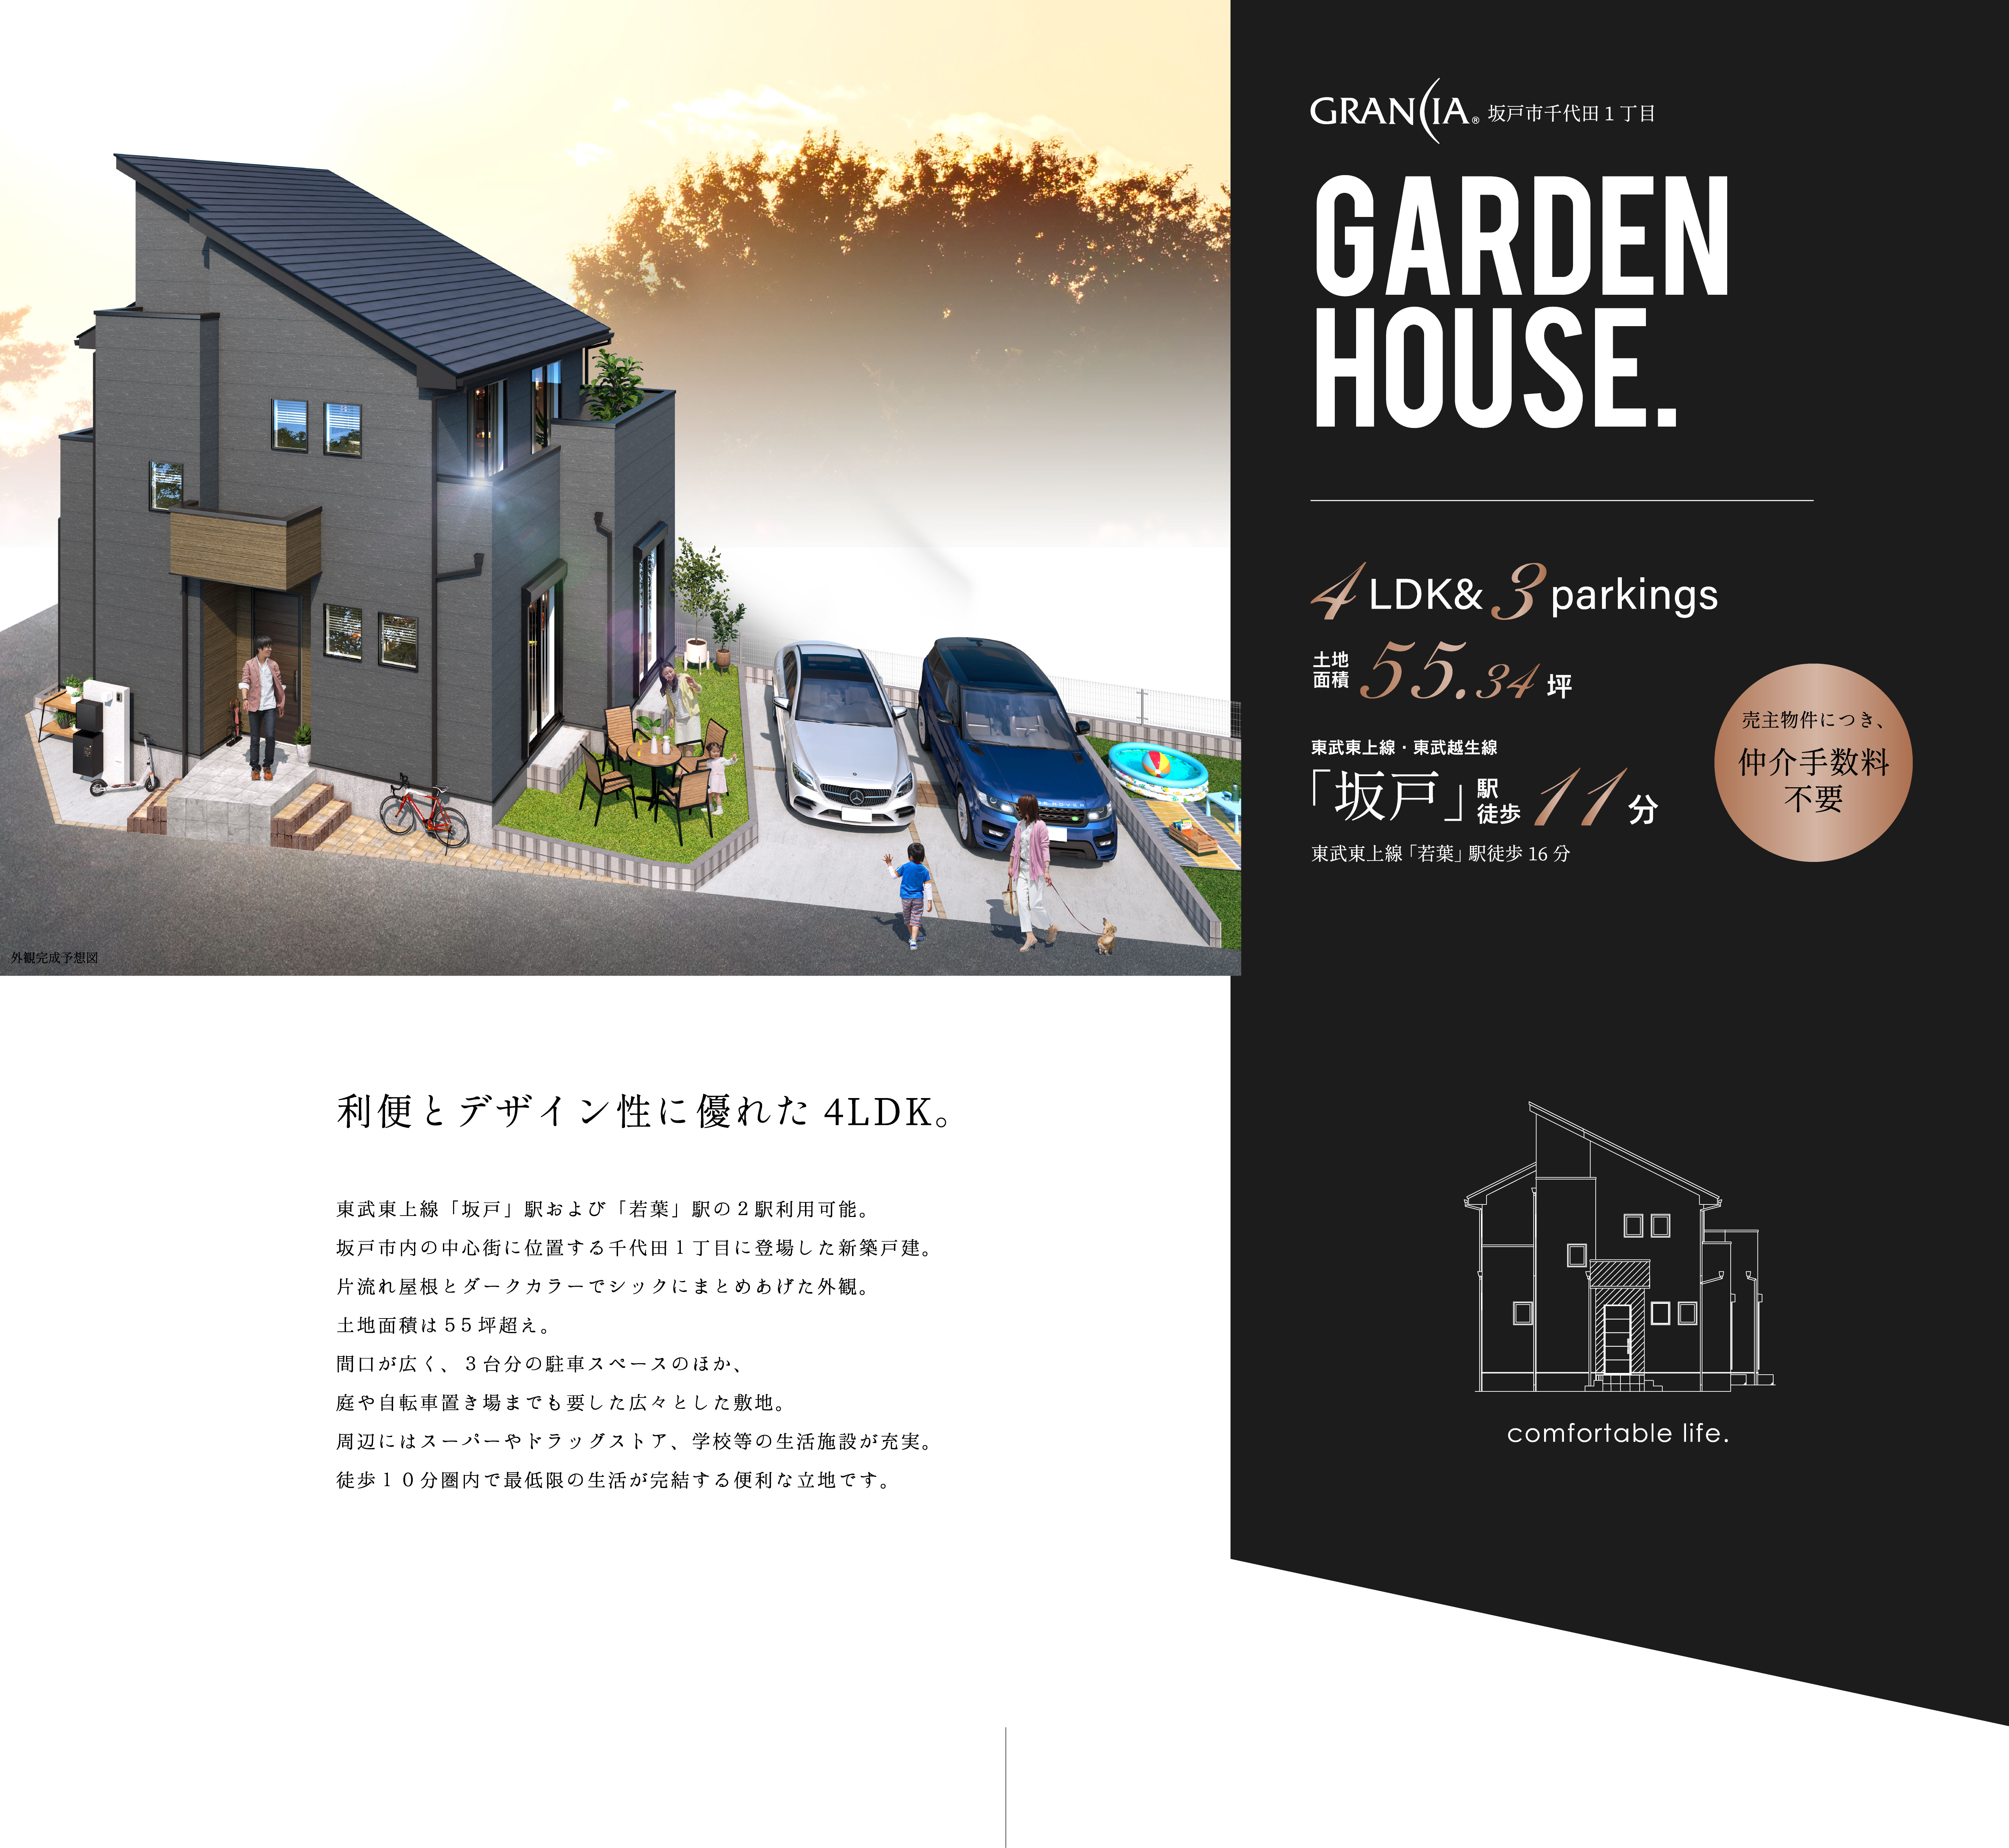 GRANCIA® 坂戸市千代田1丁目
GARDEN
HOUSE.
4 LDK& 3 parkings
土地面積 55.34 坪
東武東上線・東武越生線
「坂戸」駅徒歩 11 分
東武東上線「若葉」駅徒歩 16 分
売主物件につき、
仲介手数料
不要
外観完成予想図
利便とデザイン性に優れた 4LDK。
東武東上線「坂戸」駅および「若葉」駅の2駅利用可能。
坂戸市内の中心街に位置する千代田1丁目に登場した新築戸建。
片流れ屋根とダークカラーでシックにまとめあげた外観。
土地面積は55坪超え。
間口が広く、3台分の駐車スペースのほか、
庭や自転車置き場までも要した広々とした敷地。
周辺にはスーパーやドラッグストア、学校等の生活施設が充実。
徒歩10分圏内で最低限の生活が完結する便利な立地です。
comfortable life.